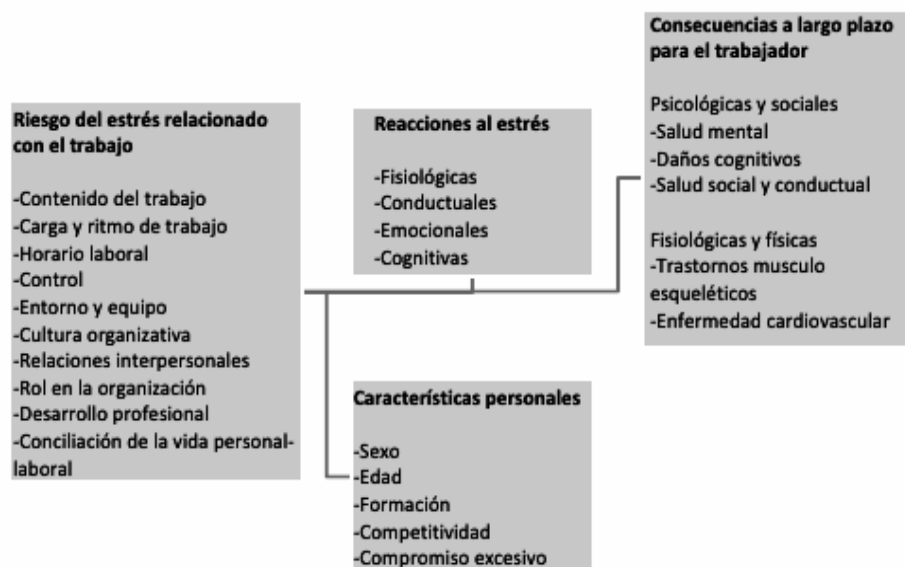 Riesgo del estrés relacionado
con el trabajo
-Contenido del trabajo
-Carga y ritmo de trabajo
-Horario laboral
-Control
-Entorno y equipo
-Cultura organizativa
-Relaciones interpersonales
-Rol en la organización
-Desarrollo profesional
-Conciliación de la vida personal-
laboral
Reacciones al estrés
-Fisiológicas
-Conductuales
-Emocionales
-Cognitivas
Características personales
-Sexo
-Edad
-Formación
-Competitividad
-Compromiso excesivo
Consecuencias a largo plazo
para el trabajador
Psicológicas y sociales
-Salud mental
-Daños cognitivos
-Salud social y conductual
Fisiológicas y físicas
-Trastornos musculo
esqueléticos
-Enfermedad cardiovascular